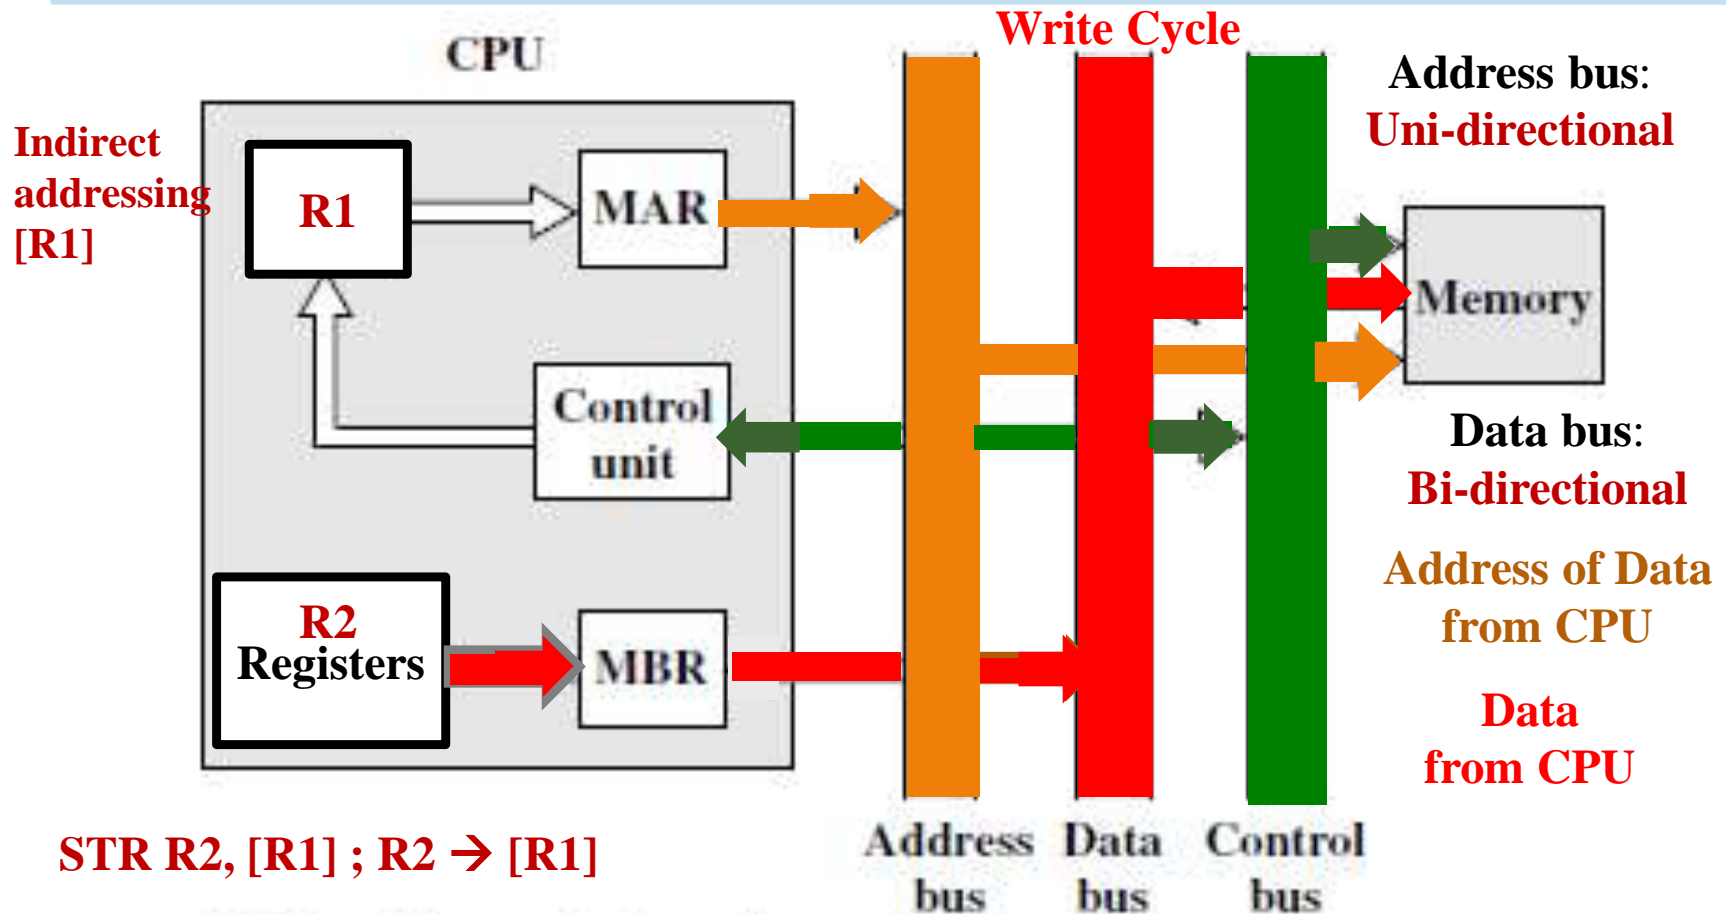 Write Cycle
CPU
Address bus:
Uni-directional
Indirect
addressing
[R1]
R1
MAR
Memory
Control
unit
Data bus:
Bi-directional
Address of Data
from CPU
R2
Registers
MBR
Data
from CPU
STR R2, [R1] ; R2 → [R1]
Address
bus
Data
bus
Control
bus